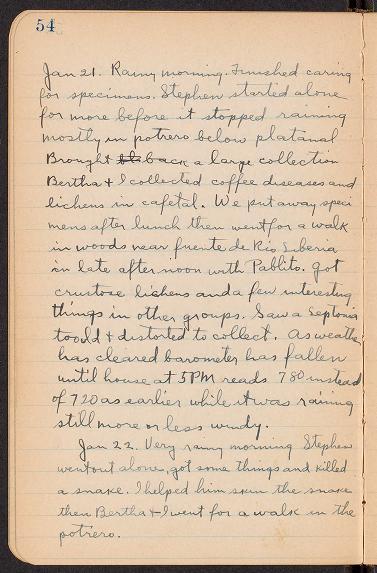 54
Jan 21. Rainy morning. Finished caring
for specimens. Stephen started alone
for more before it stopped raining
mostly in potrero below platanal
Brought back a large collection
Bertha + I collected coffee diseases and
lichens in cafetal. We put away speci
mens after lunch then went for a walk
in woods near fuente de Rio Siberia
in late afternoon with Pablito. got
crustose lichens and a few interesting
things in other groups. Saw a Septoria
too old + distorted to collect. As weather
has cleared barometer has fallen
until house at 5PM reads 780 instead
of 720 as earlier while it was raining
still more or less windy.
Jan 22. Very rainy morning Stephen
went out alone, got some things and killed
a snake. I helped him skin the snake
then Bertha + I went for a walk in the
potrero.